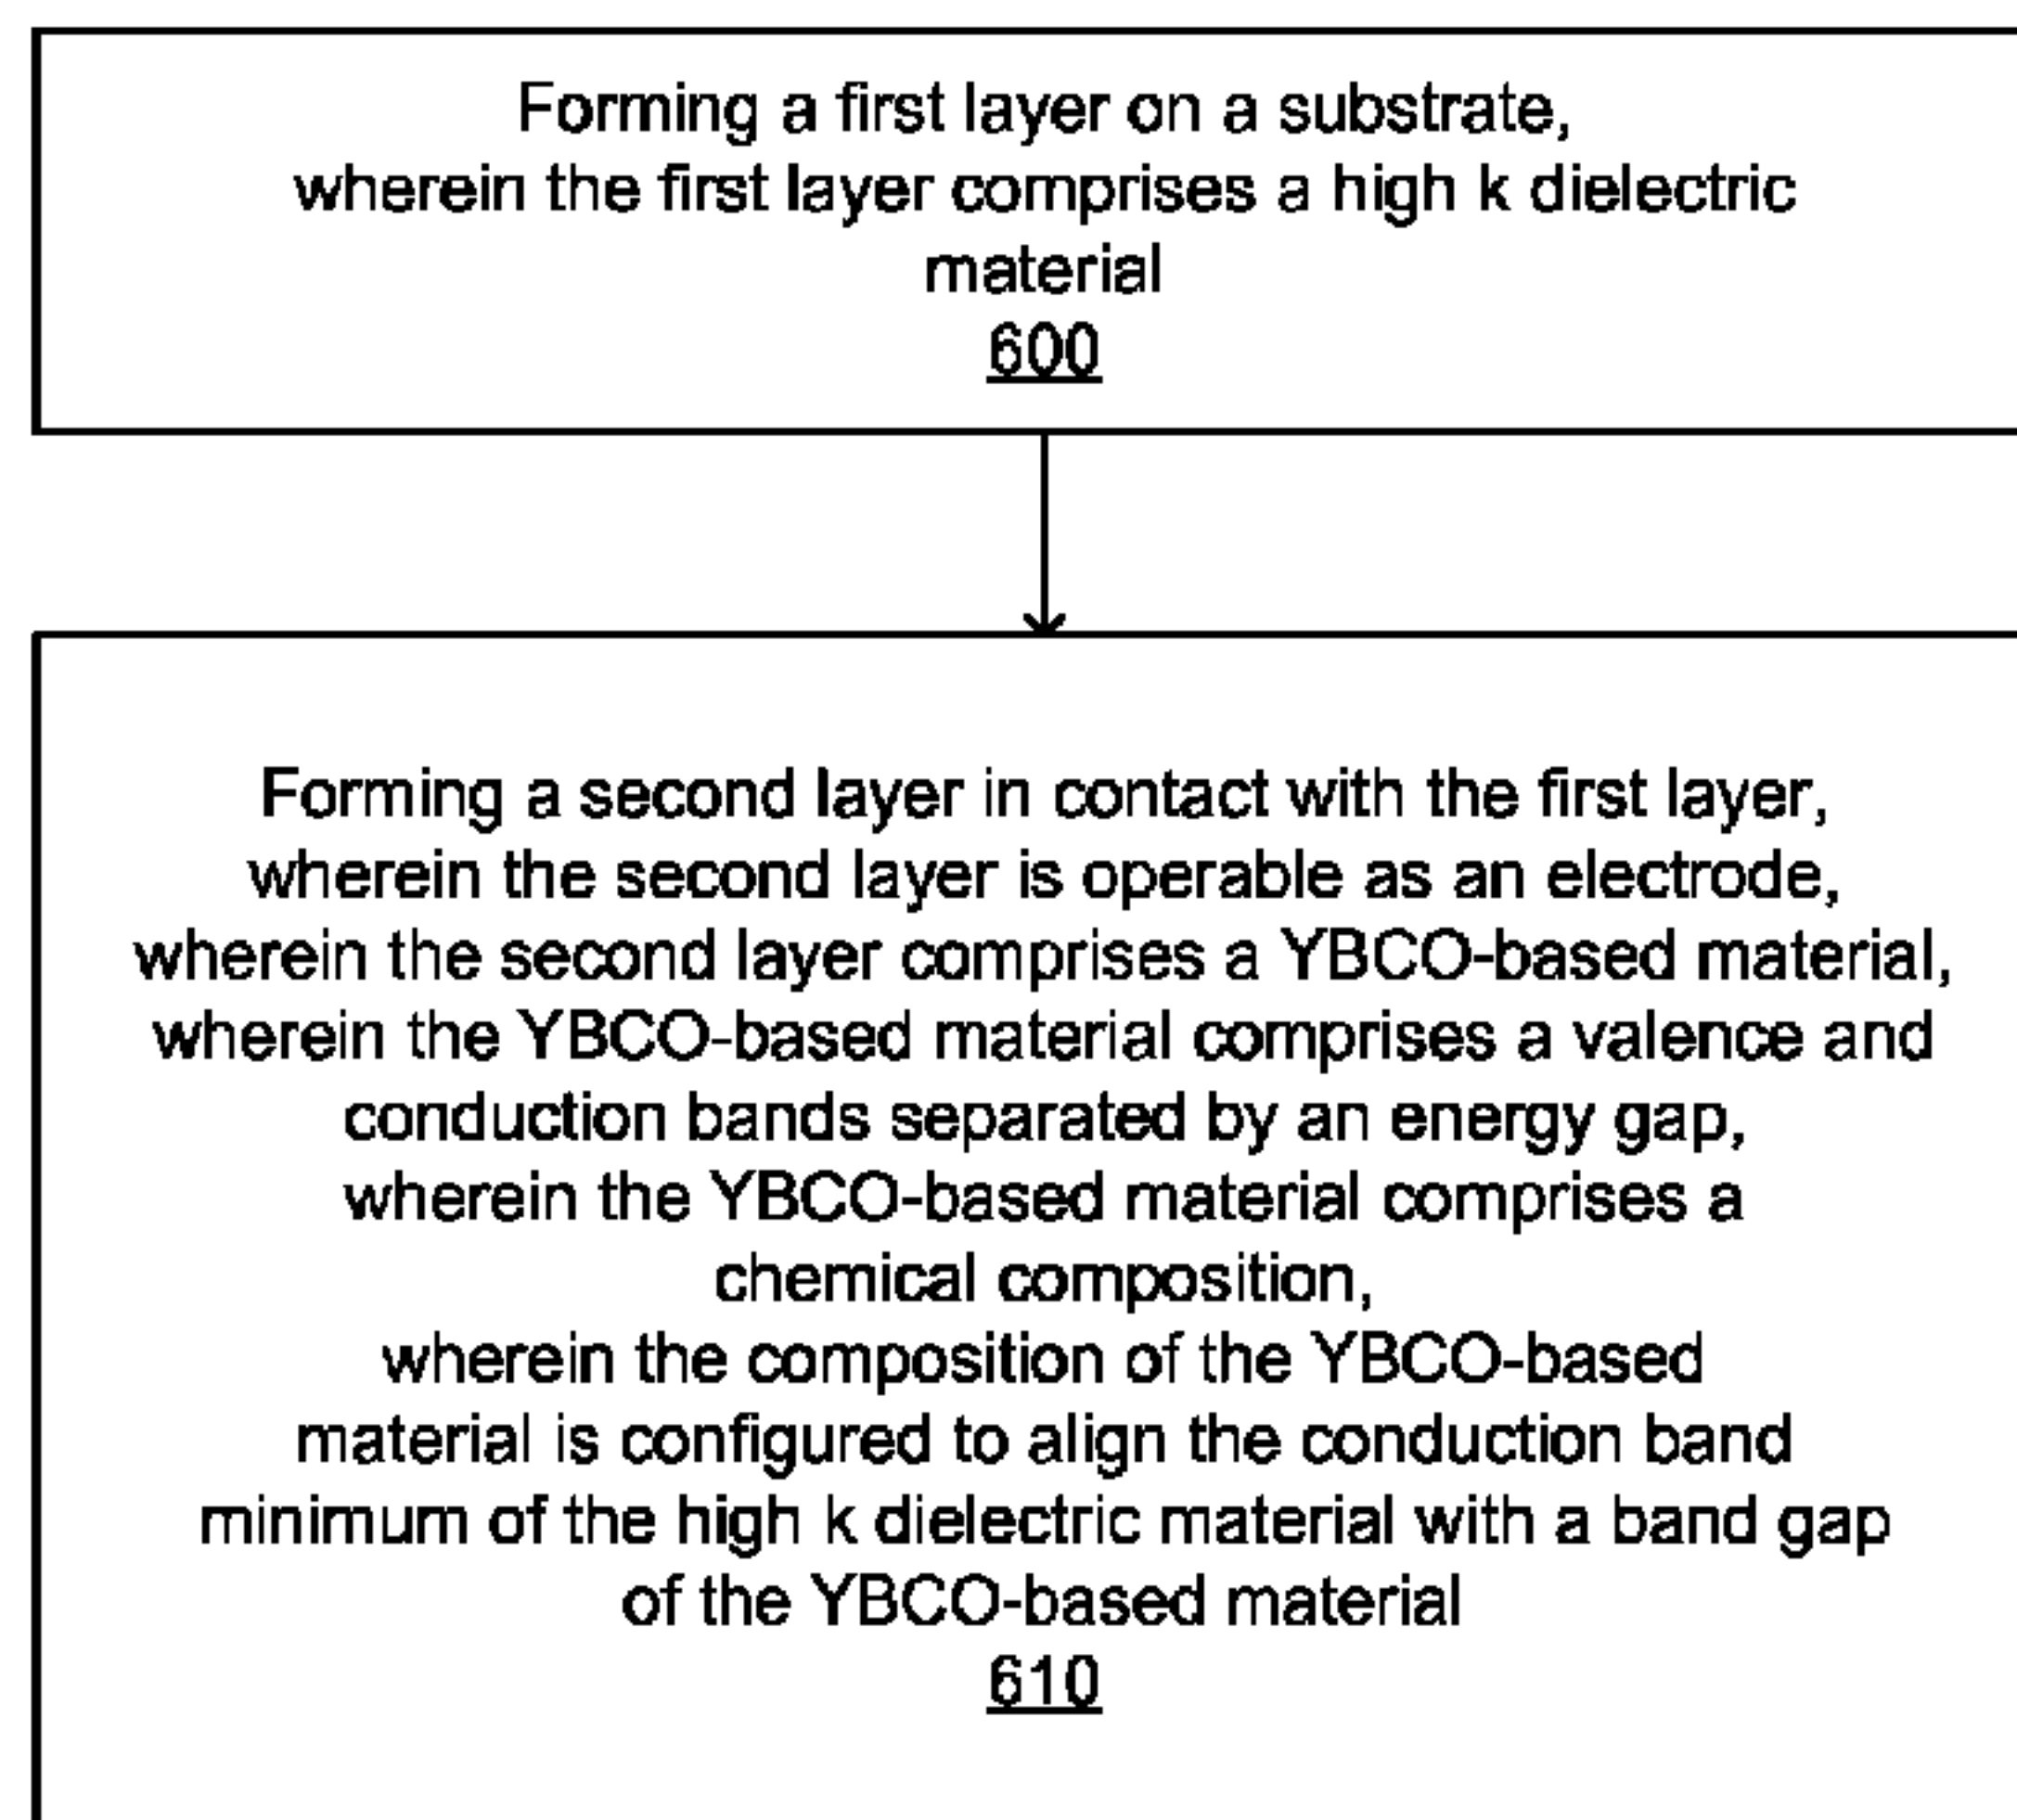 Forming a first layer on a substrate,
wherein the first layer comprises a high k dielectric
material
600
Forming a second layer in contact with the first layer,
wherein the second layer is operable as an electrode,
wherein the second layer comprises a YBCO-based material,
wherein the YBCO-based material comprises a valence and
conduction bands separated by an energy gap,
wherein the YBCO-based material comprises a
chemical composition,
wherein the composition of the YBCO-based
material is configured to align the conduction band
minimum of the high k dielectric material with a band gap
of the YBCO-based material
610